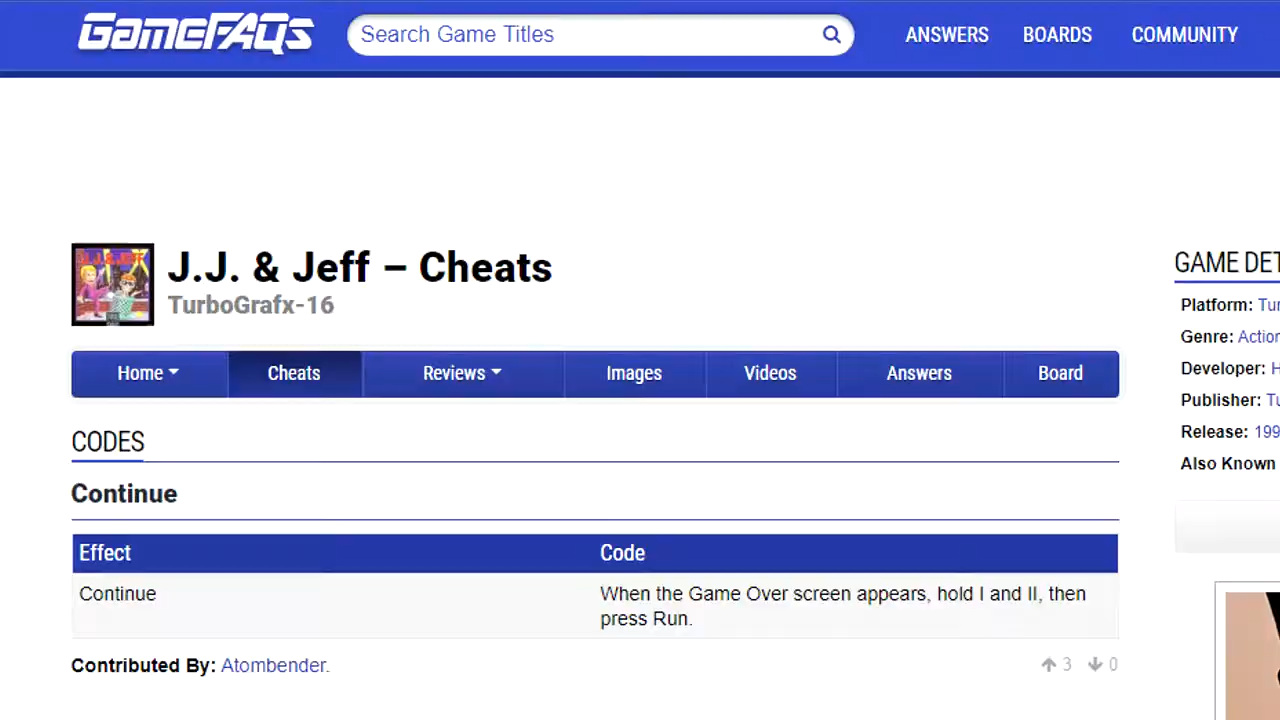 GameFAQs
Search Game Titles
ANSWERS
BOARDS
COMMUNITY
J.J. & Jeff – Cheats
TurboGrafx-16
Home
Cheats
Reviews
Images
Videos
Answers
Board
CODES
Continue
Effect
Code
Continue
When the Game Over screen appears, hold I and II, then
press Run.
Contributed By: Atombender.
3
0
GAME DET
Platform: Tur
Genre: Action
Developer: H
Publisher: Tu
Release: 199
Also Known